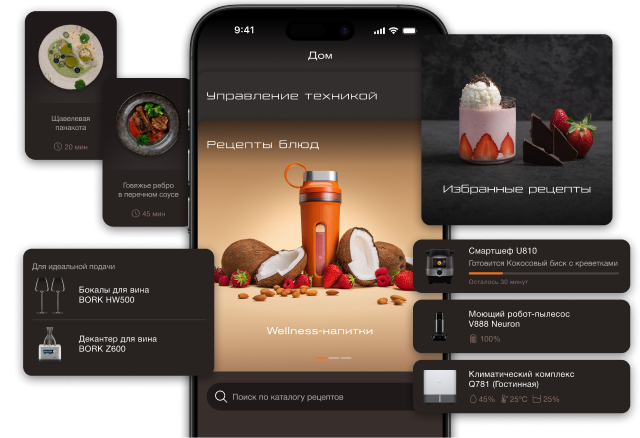 9:41
Дом
Управление техникой
Рецепты блюд
Wellness-напитки
Поиск по каталогу рецептов
Щавелевая
панакота
20 мин
Говяжье ребро
в перечном соусе
45 мин
Для идеальной подачи
Бокалы для вина
BORK HW500
Декантер для вина
BORK Z600
Избранные рецепты
Смартшеф U810
Готовится Кокосовый биск с креветками
Осталось 30 минут
Моющий робот-пылесос
V888 Neuron
100%
Климатический комплекс
Q781 (Гостинная)
45% 25°C 25%